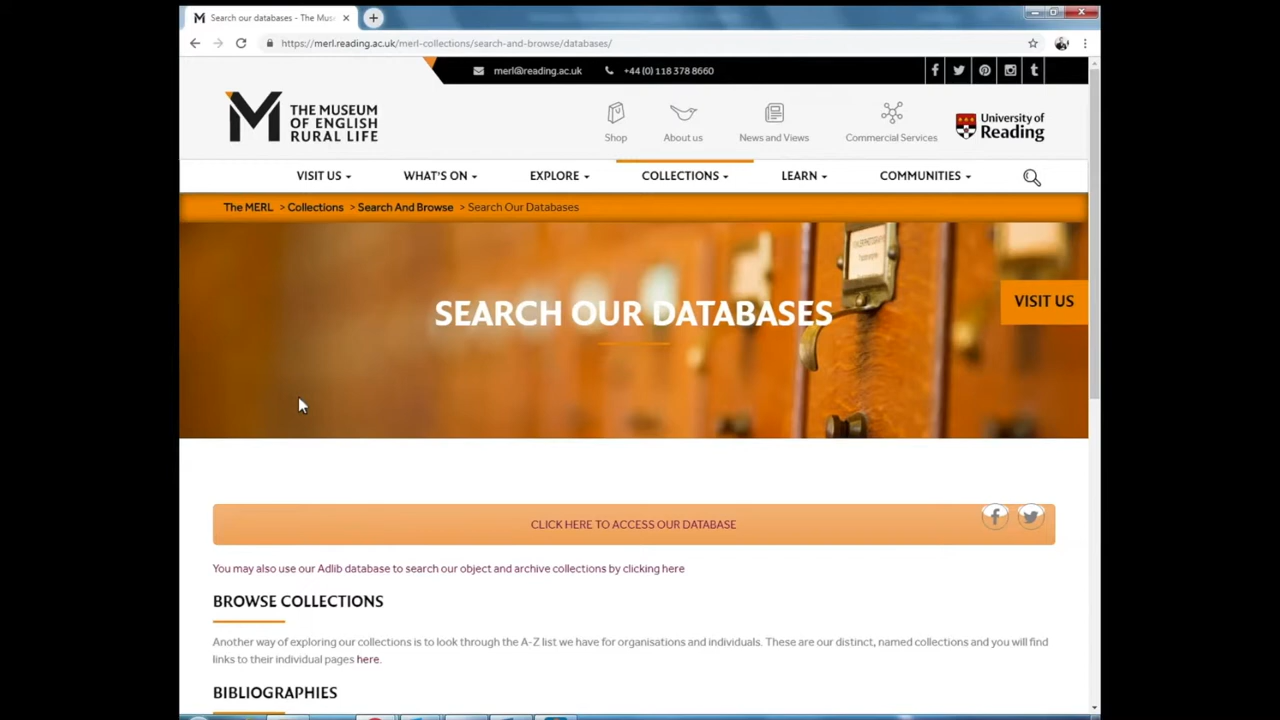 Search our databases - The Mus
https://merl.reading.ac.uk/merl-collections/search-and-browse/databases/
merl@reading.ac.uk +44 (0) 118 378 8660
THE MUSEUM
OF ENGLISH
RURAL LIFE
Shop About us News and Views Commercial Services
University of
Reading
VISIT US WHAT'S ON EXPLORE COLLECTIONS LEARN COMMUNITIES
The MERL > Collections > Search And Browse > Search Our Databases
SEARCH OUR DATABASES
VISIT US
CLICK HERE TO ACCESS OUR DATABASE
You may also use our Adlib database to search our object and archive collections by clicking here
BROWSE COLLECTIONS
Another way of exploring our collections is to look through the A-Z list we have for organisations and individuals. These are our distinct, named collections and you will find
links to their individual pages here.
BIBLIOGRAPHIES